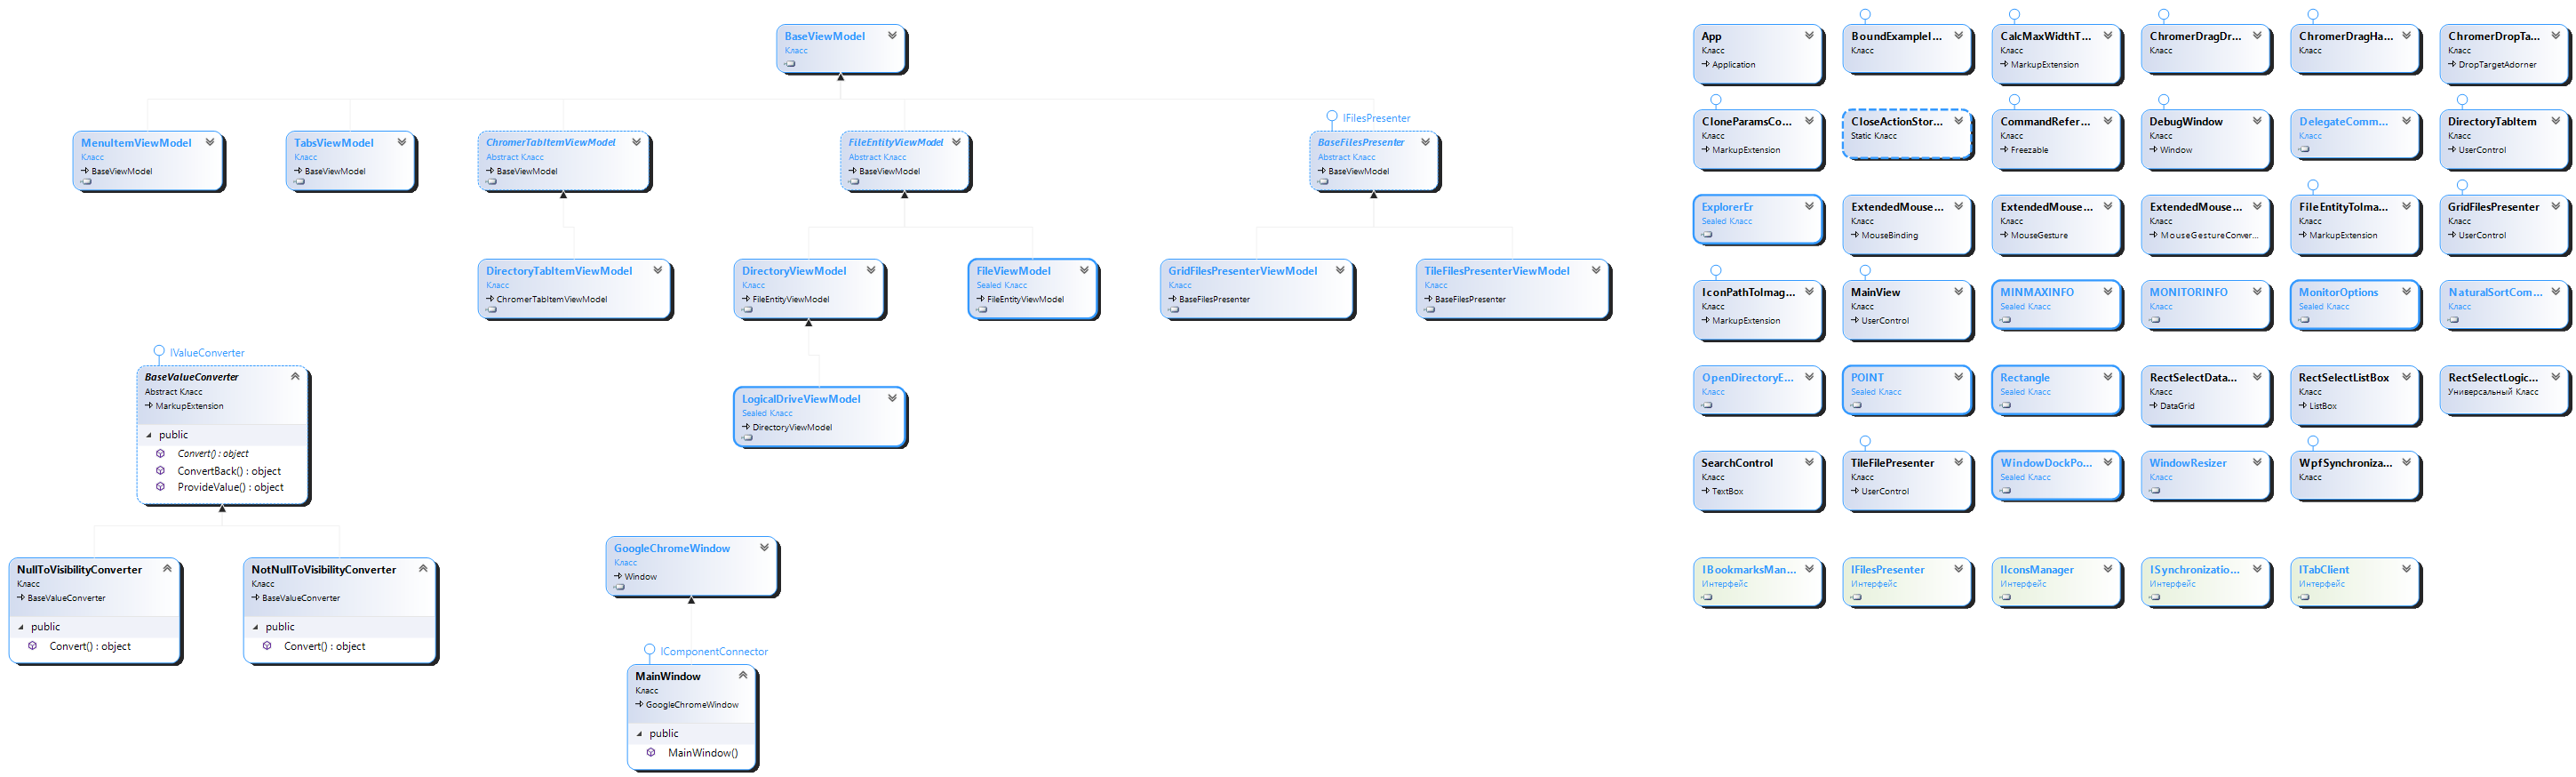 BaseViewModel
Класс
MenuItemViewModel
Класс
BaseViewModel
TabsViewModel
Класс
BaseViewModel
ChromerTabItemViewModel
Abstract Класс
BaseViewModel
FileEntityViewModel
Abstract Класс
BaseViewModel
IFilesPresenter
BaseFilesPresenter
Abstract Класс
BaseViewModel
DirectoryTabItemViewModel
Класс
ChromerTabItemViewModel
DirectoryViewModel
Класс
FileEntityViewModel
FileViewModel
Sealed Класс
FileEntityViewModel
GridFilesPresenterViewModel
Класс
BaseFilesPresenter
TileFilesPresenterViewModel
Класс
BaseFilesPresenter
LogicalDriveViewModel
Sealed Класс
DirectoryViewModel
IValueConverter
BaseValueConverter
Abstract Класс
MarkupExtension
public
Convert() : object
ConvertBack() : object
ProvideValue() : object
NullToVisibilityConverter
Класс
BaseValueConverter
public
Convert() : object
NotNullToVisibilityConverter
Класс
BaseValueConverter
public
Convert() : object
GoogleChromeWindow
Класс
Window
IComponentConnector
MainWindow
Класс
GoogleChromeWindow
public
MainWindow()
App
Класс
Application
BoundExampleI...
Класс
CalcMaxWidthT...
Класс
MarkupExtension
ChromerDragDr...
Класс
ChromerDragHa...
Класс
ChromerDropTa...
Класс
DropTargetAdorner
CloneParamsCo...
Класс
MarkupExtension
CloseActionStor...
Static Класс
CommandRefer...
Класс
Freezable
DebugWindow
Класс
Window
DelegateComm...
Класс
DirectoryTabItem
Класс
UserControl
ExplorerEr
Sealed Класс
ExtendedMouse...
Класс
MouseBinding
ExtendedMouse...
Класс
MouseGesture
ExtendedMouse...
Класс
MouseGestureConver...
FileEntityToIma...
Класс
MarkupExtension
GridFilesPresenter
Класс
UserControl
IconPathToImag...
Класс
MarkupExtension
MainView
Класс
UserControl
MINMAXINFO
Sealed Класс
MONITORINFO
Класс
MonitorOptions
Sealed Класс
NaturalSortCom...
Класс
OpenDirectoryE...
Класс
POINT
Sealed Класс
Rectangle
Sealed Класс
RectSelectData...
Класс
DataGrid
RectSelectListBox
Класс
ListBox
RectSelectLogic...
Универсальный Класс
SearchControl
Класс
TextBox
TileFilePresenter
Класс
UserControl
WindowDockPo...
Sealed Класс
WindowResizer
Класс
WpfSynchroniza...
Класс
IBookmarksMan...
Интерфейс
IFilesPresenter
Интерфейс
IIconsManager
Интерфейс
ISynchronizatio...
Интерфейс
ITabClient
Интерфейс